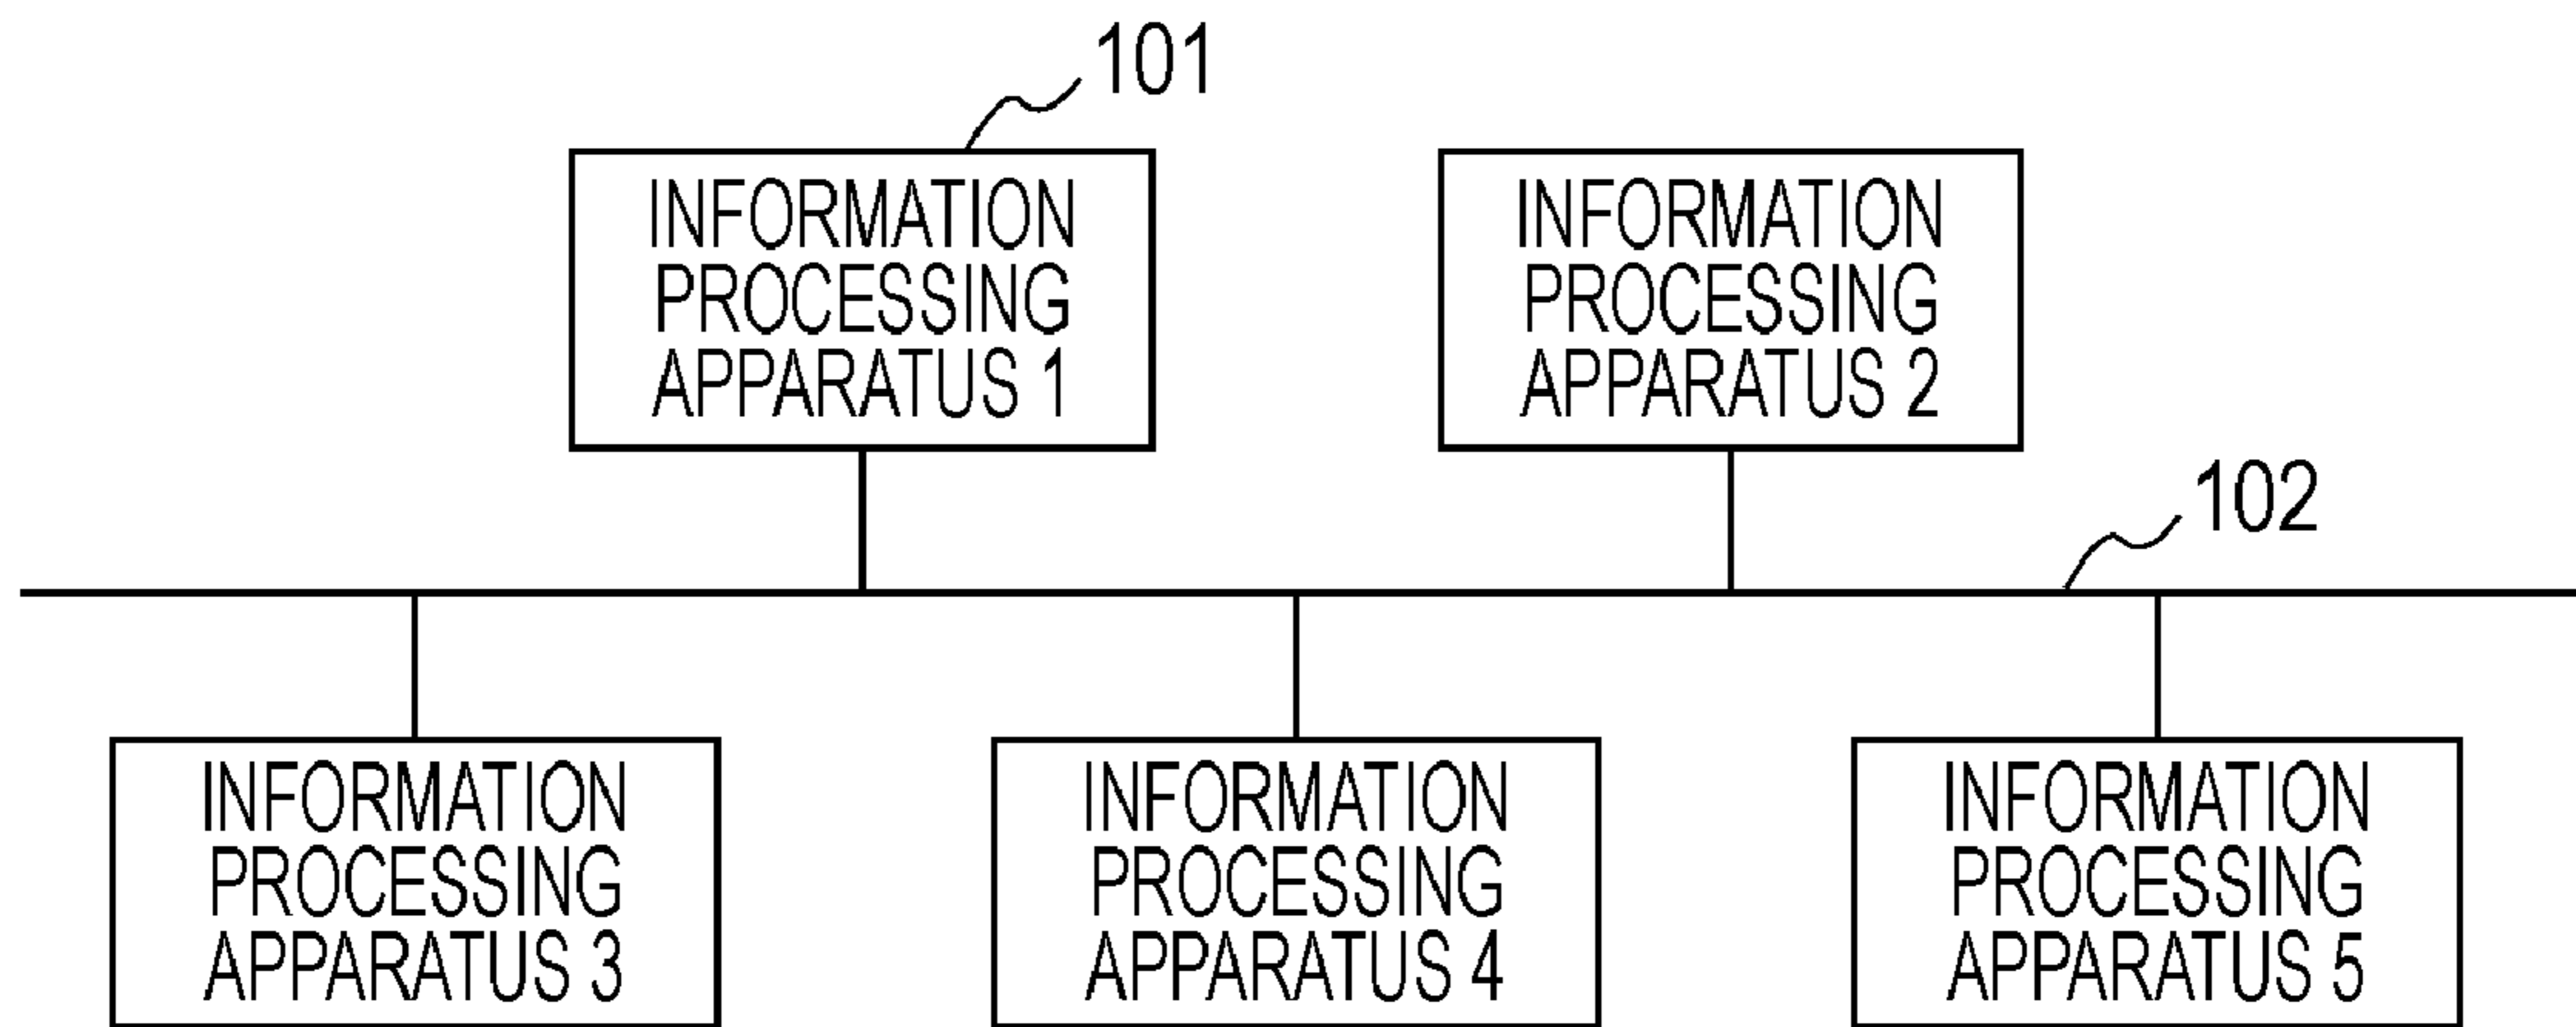 101
INFORMATION
PROCESSING
APPARATUS 1
INFORMATION
PROCESSING
APPARATUS 2
102
INFORMATION
PROCESSING
APPARATUS 3
INFORMATION
PROCESSING
APPARATUS 4
INFORMATION
PROCESSING
APPARATUS 5